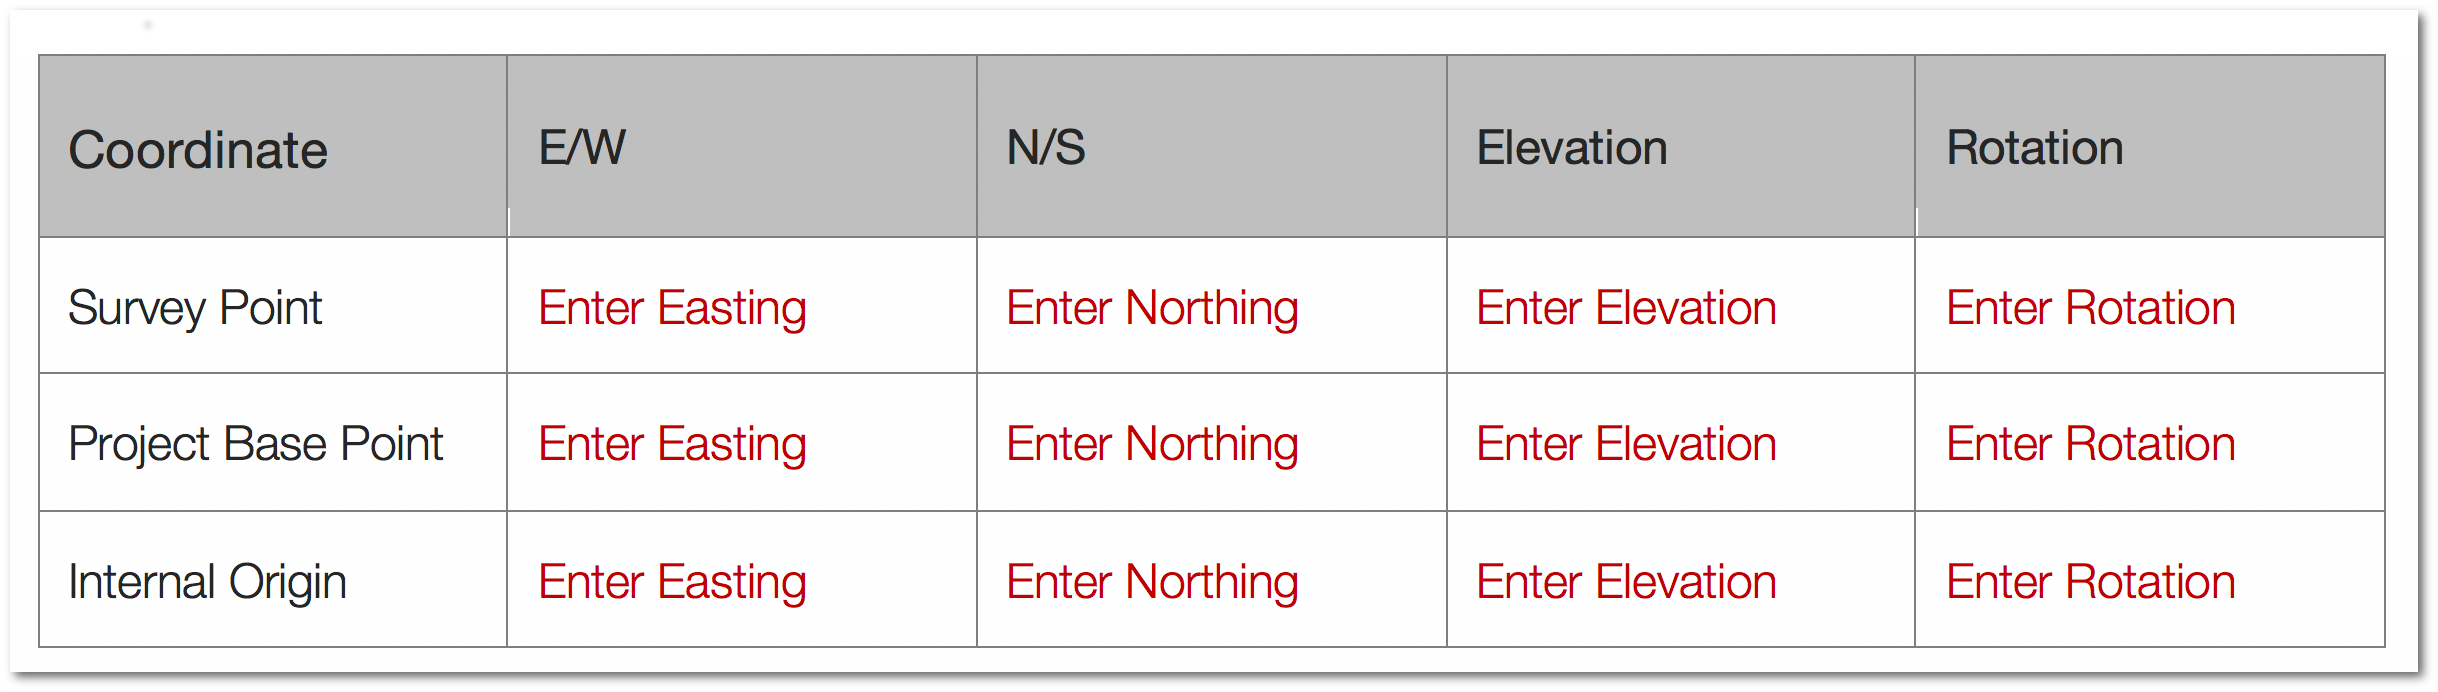 Coordinate E/W N/S Elevation Rotation
Survey Point Enter Easting Enter Northing Enter Elevation Enter Rotation
Project Base Point Enter Easting Enter Northing Enter Elevation Enter Rotation
Internal Origin Enter Easting Enter Northing Enter Elevation Enter Rotation